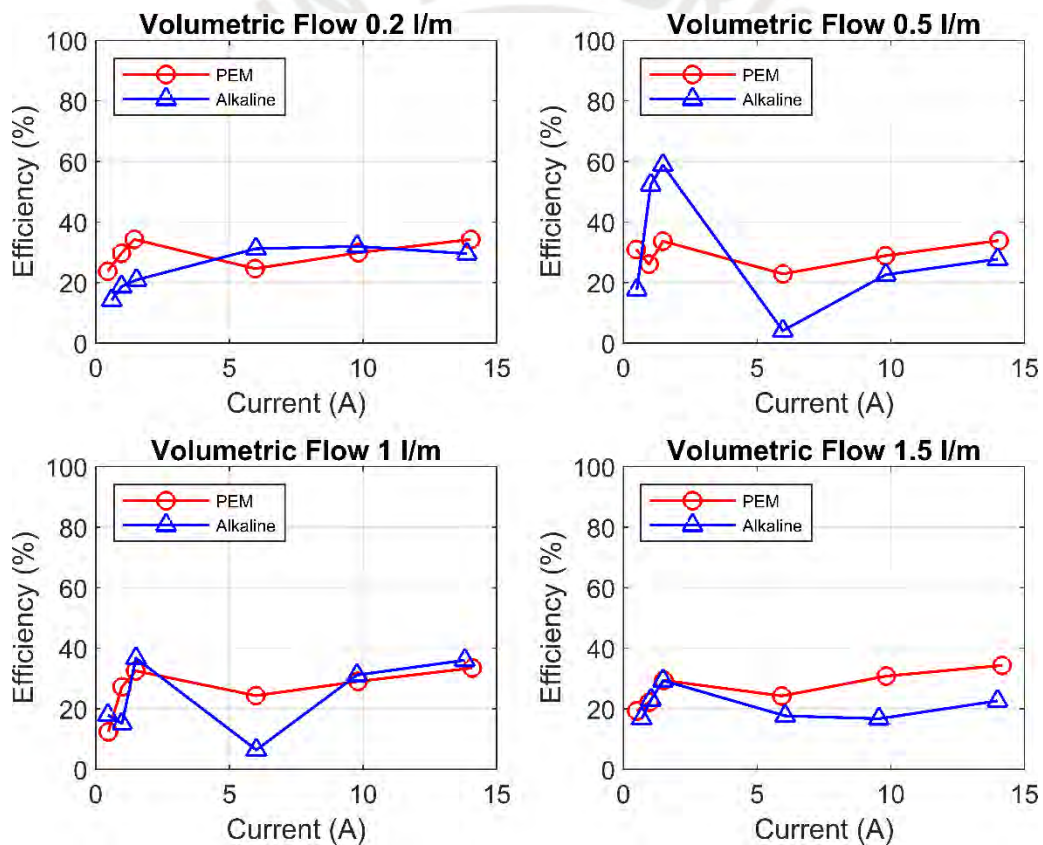 Volumetric Flow 0.2 l/m
100
80
60
40
20
0
Efficiency (%)
PEM
Alkaline
0 5 10 15
Current (A)
Volumetric Flow 0.5 l/m
100
80
60
40
20
0
Efficiency (%)
PEM
Alkaline
0 5 10 15
Current (A)
Volumetric Flow 1 l/m
100
80
60
40
20
0
Efficiency (%)
PEM
Alkaline
0 5 10 15
Current (A)
Volumetric Flow 1.5 l/m
100
80
60
40
20
0
Efficiency (%)
PEM
Alkaline
0 5 10 15
Current (A)